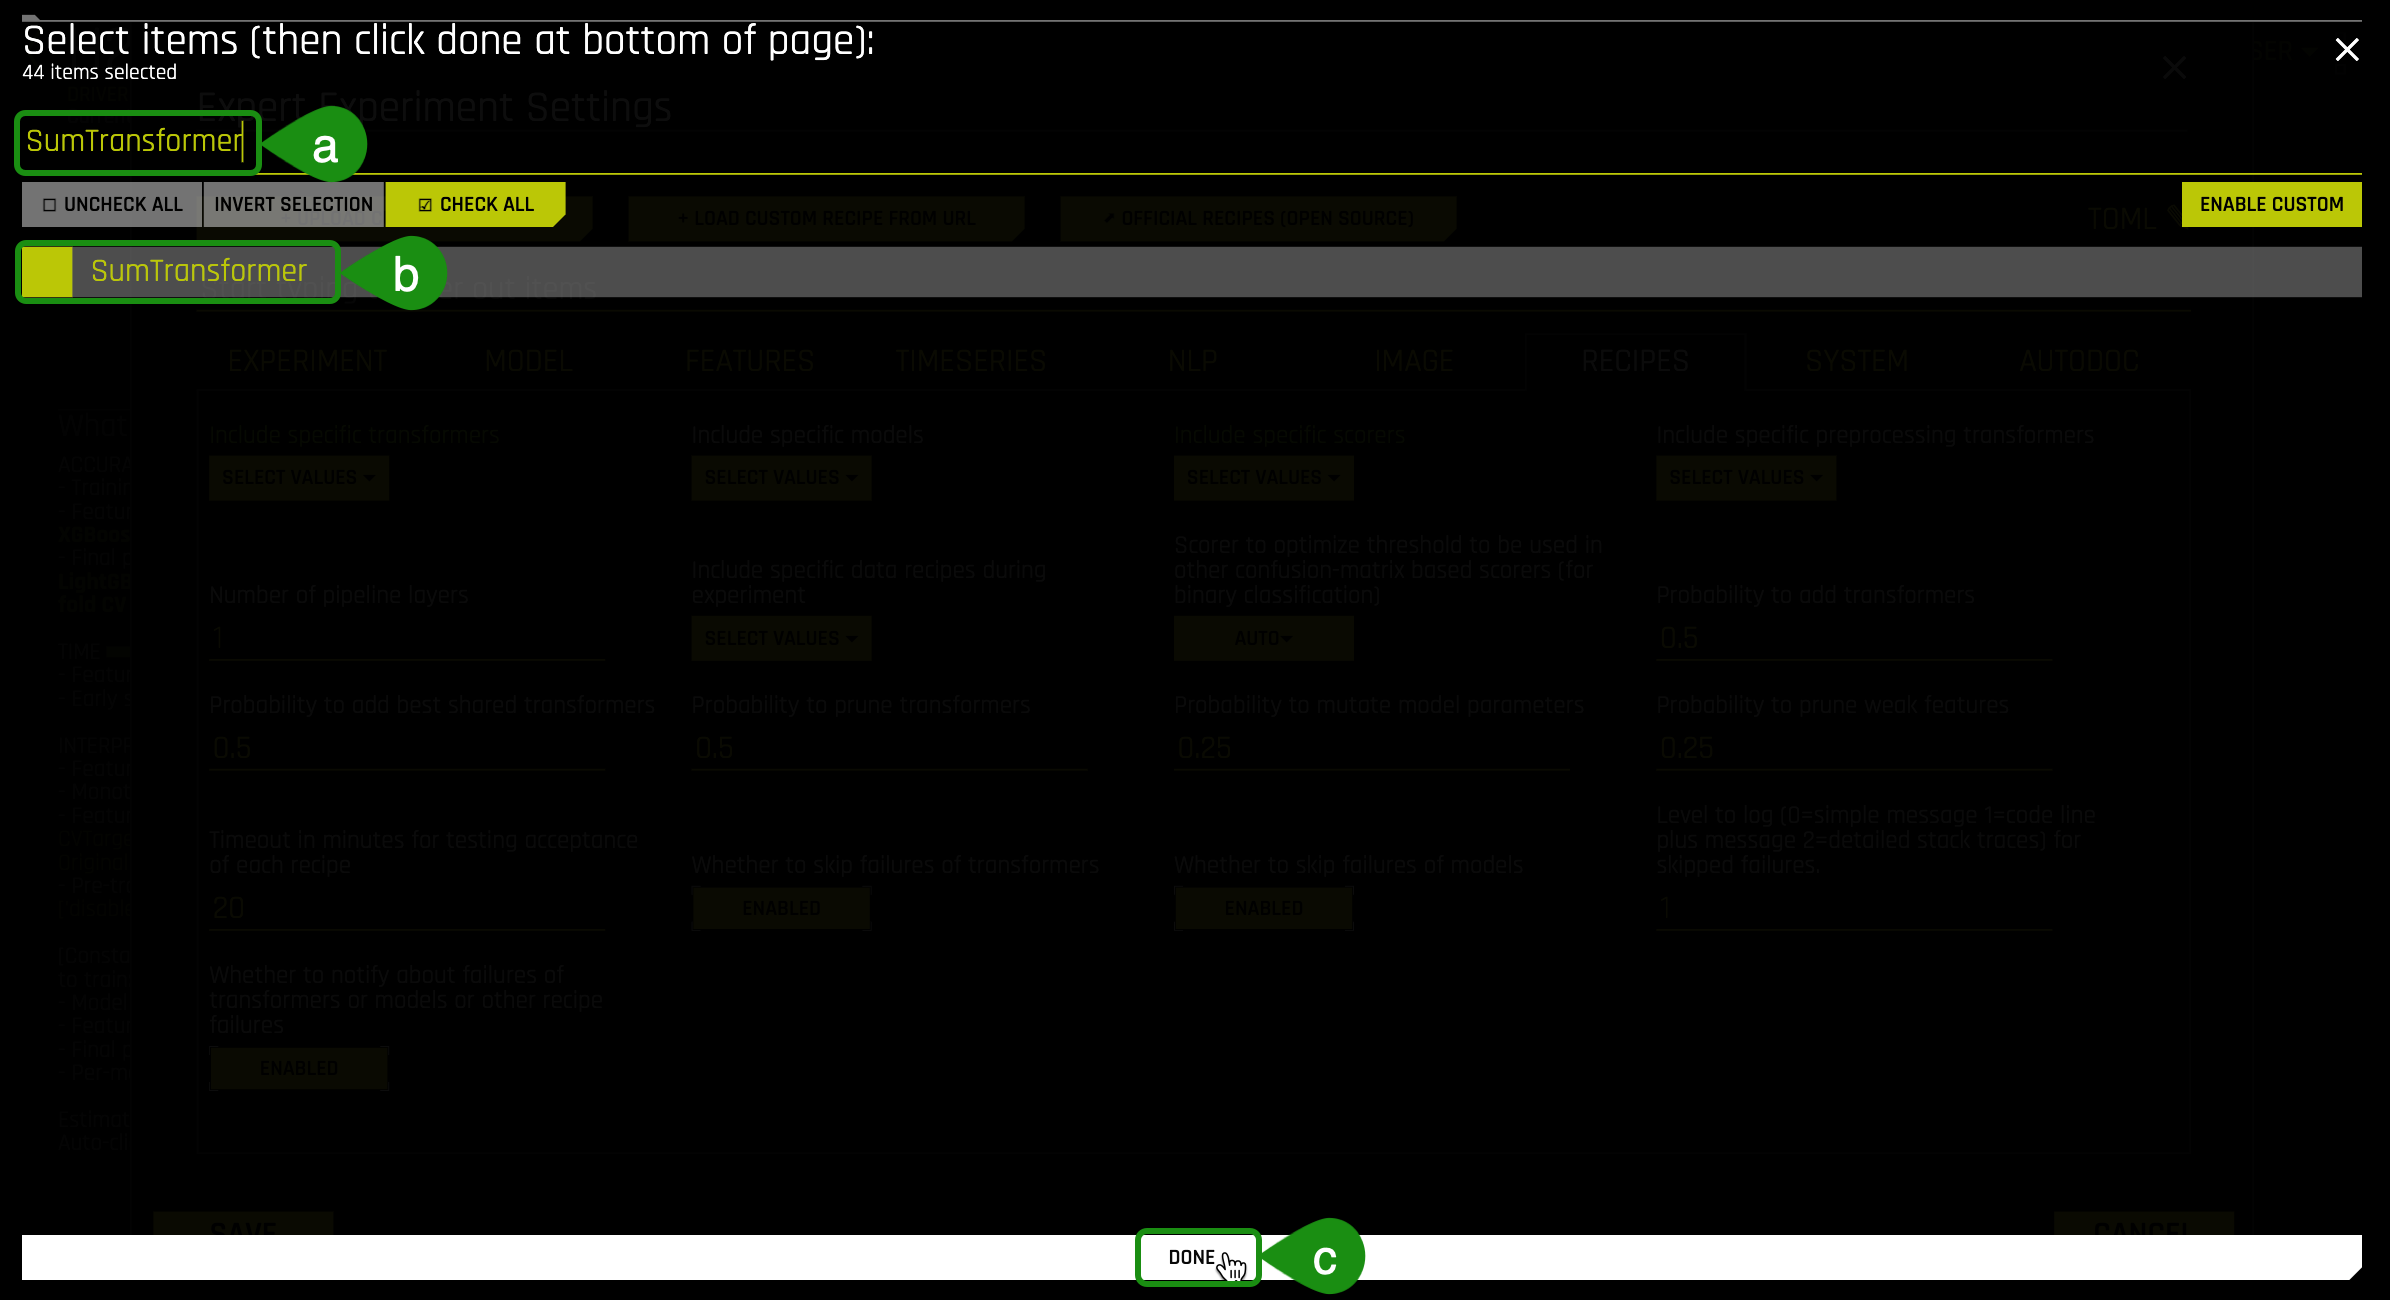 Select items (then click done at bottom of page):
44 items selected
Expert Experiment Settings
SumTransformer
a
UNCHECK ALL
INVERT SELECTION
CHECK ALL
+ LOAD CUSTOM RECIPE FROM URL
OFFICIAL RECIPES (OPEN SOURCE)
TOML
ENABLE CUSTOM
SumTransformer
b
EXPERIMENT
MODEL
FEATURES
TIMESERIES
NLP
IMAGE
RECIPES
SYSTEM
AUTODOC
Include specific transformers
Include specific models
Include specific scorers
Include specific preprocessing transformers
SELECT VALUES
SELECT VALUES
SELECT VALUES
SELECT VALUES
Number of pipeline layers
1
Include specific data recipes during
experiment
SELECT VALUES
Scorer to optimize threshold to be used in
other confusion-matrix based scorers (for
binary classification)
AUTO
Probability to add transformers
0.5
Probability to add best shared transformers
0.5
Probability to prune transformers
0.5
Probability to mutate model parameters
0.25
Probability to prune weak features
0.25
Timeout in minutes for testing acceptance
of each recipe
20
Whether to skip failures of transformers
ENABLED
Whether to skip failures of models
ENABLED
Level to log (0=simple message 1=code line
plus message 2=detailed stack traces) for
skipped failures.
1
Whether to notify about failures of
transformers or models or other recipe
failures
ENABLED
SAVE
CANCEL
DONE
c